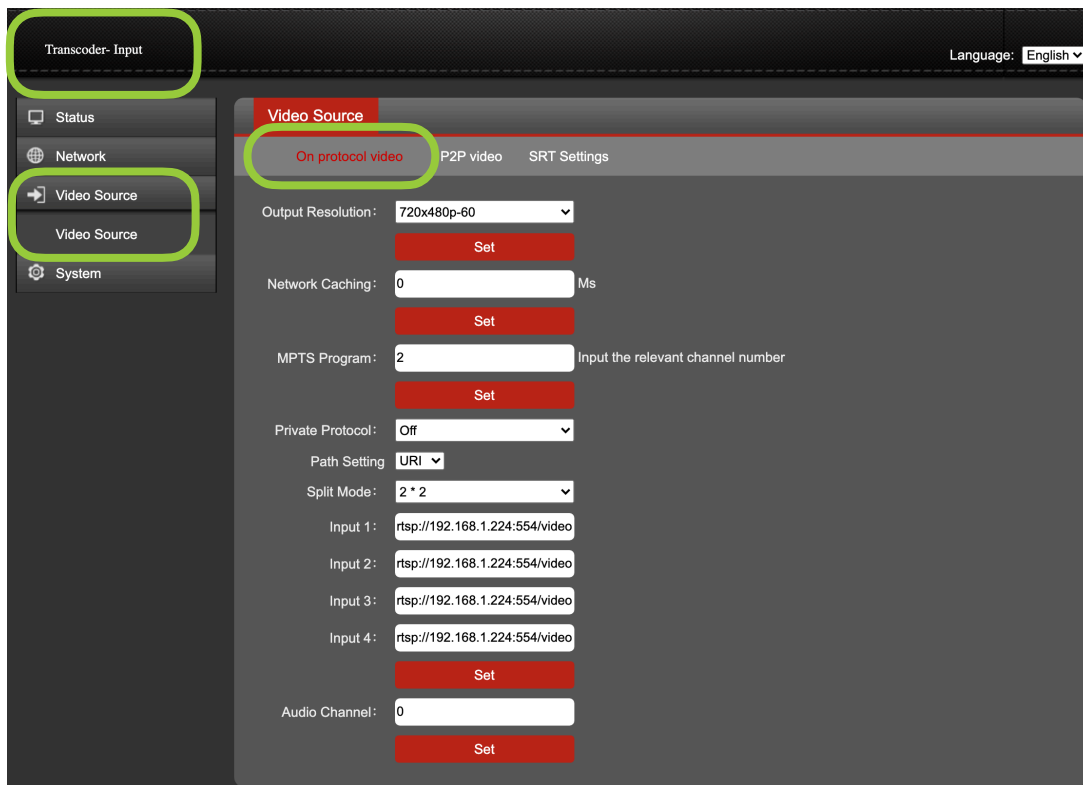 Transcoder- Input
Language: English
Status
Network
Video Source
Video Source
System
Video Source
On protocol video P2P video SRT Settings
Output Resolution: 720x480p-60
Set
Network Caching: 0 Ms
Set
MPTS Program: 2 Input the relevant channel number
Set
Private Protocol: Off
Path Setting URI
Split Mode: 2 * 2
Input 1: rtsp://192.168.1.224:554/video
Input 2: rtsp://192.168.1.224:554/video
Input 3: rtsp://192.168.1.224:554/video
Input 4: rtsp://192.168.1.224:554/video
Set
Audio Channel: 0
Set